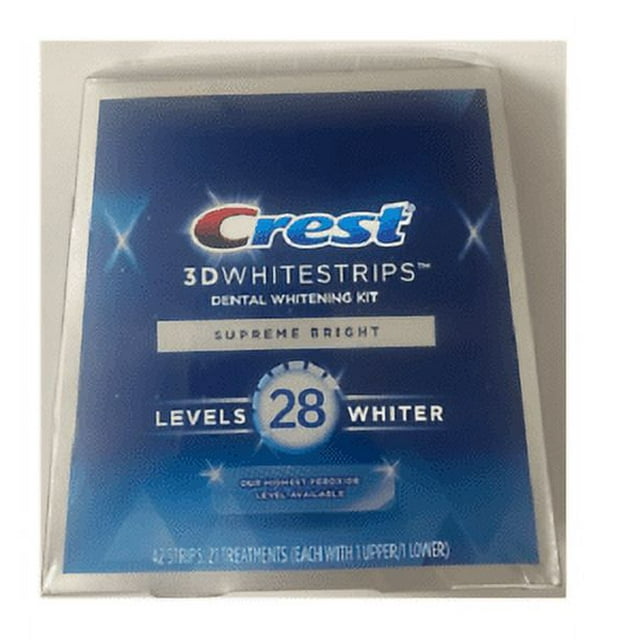 Crest
3DWHITESTRIPS™
DENTAL WHITENING KIT
SUPREME BRIGHT
LEVELS 28 WHITER
OUR HIGHEST PEROXIDE
LEVEL AVAILABLE
42 STRIPS, 21 TREATMENTS (EACH WITH 1 UPPER/1 LOWER)